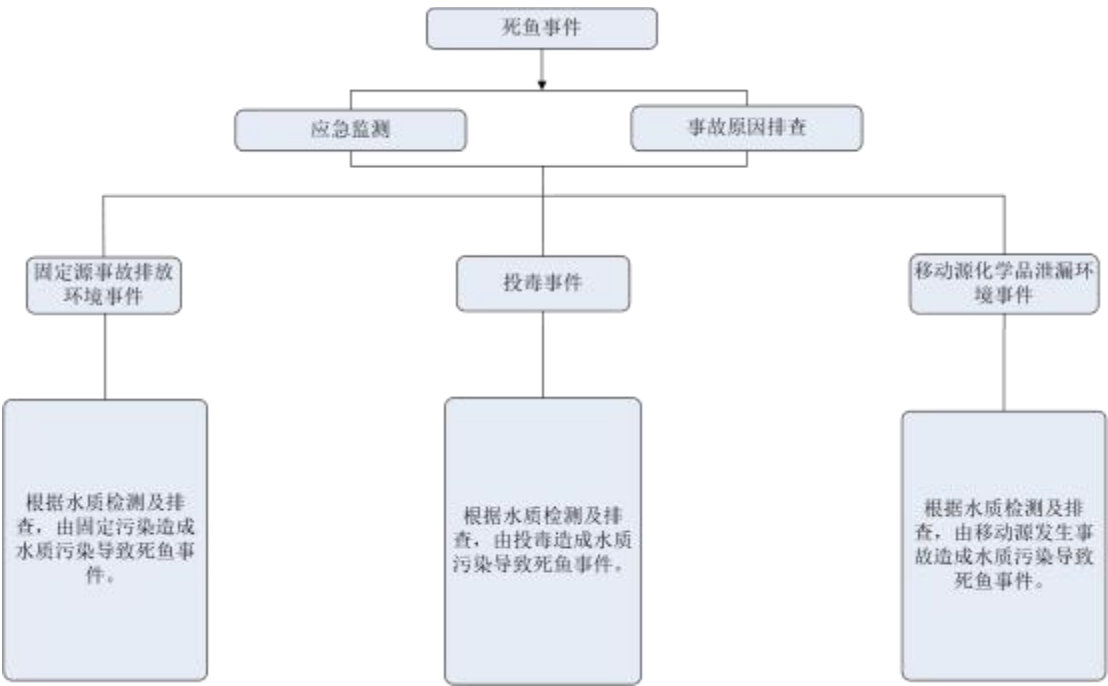 死鱼事件
应急监测
事故原因排查
固定源事故排放
环境事件
投毒事件
移动源化学品泄漏环
境事件
根据水质检测及排
查，由固定污染造成
水质污染导致死鱼事
件。
根据水质检测及排
查，由投毒造成水质
污染导致死鱼事件。
根据水质检测及排
查，由移动源发生事
故造成水质污染导致
死鱼事件。